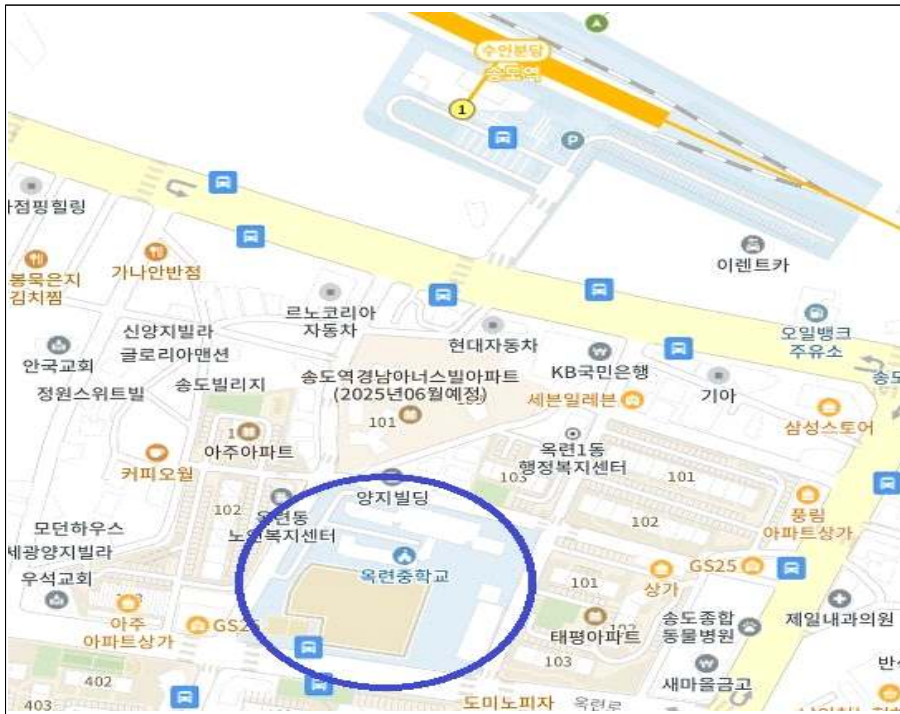 수인분당
송도역
1
P
점핑힐링
봉묵은지
김치찜
가나안반점
이렌트카
르노코리아
자동차
현대자동차
오일뱅크
주유소
신양지빌라
글로리아맨션
안국교회
정원스위트빌
송도빌리지
송도역경남아너스빌아파트
(2025년06월예정)
101
KB국민은행
세븐일레븐
기아
삼성스토어
아주아파트
커피오월
옥련1동
행정복지센터
103
101
양지빌딩
102
옥련동
노인복지센터
102
풍림
아파트상가
모던하우스
세광양지빌라
우석교회
옥련중학교
101
상가
GS25
아주
아파트상가
GS25
태평아파트
102
103
송도종합
동물병원
제일내과의원
새마을금고
402
403
도미노피자
옥련로